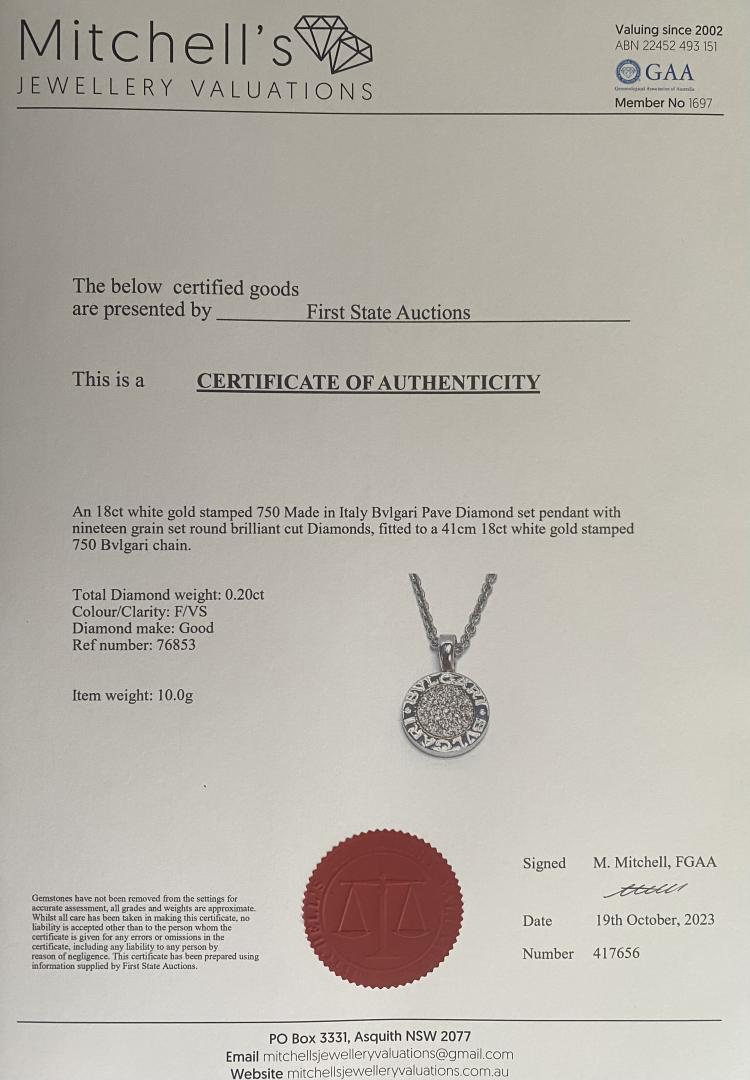 Mitchell's
JEWELLERY VALUATIONS
Valuing since 2002
ABN 22452 493 151
GAA
Gemmological Association of Australia
Member No 1697
The below certified goods
are presented by First State Auctions
This is a CERTIFICATE OF AUTHENTICITY
An 18ct white gold stamped 750 Made in Italy Bvlgari Pave Diamond set pendant with
nineteen grain set round brilliant cut Diamonds, fitted to a 41cm 18ct white gold stamped
750 Bvlgari chain.
Total Diamond weight: 0.20ct
Colour/Clarity: F/VS
Diamond make: Good
Ref number: 76853
Item weight: 10.0g
BVLGARI
BVLGARI
Gemstones have not been removed from the settings for
accurate assessment, all grades and weights are approximate.
Whilst all care has been taken in making this certificate, no
liability is accepted other than to the person whom the
certificate is given for any errors or omissions in the
certificate, including any liability to any person by
reason of negligence. This certificate has been prepared using
information supplied by First State Auctions.
Signed M. Mitchell, FGAA
Date 19th October, 2023
Number 417656
PO Box 3331, Asquith NSW 2077
Email mitchellsjewelleryvaluations@gmail.com
Website mitchellsjewelleryvaluations.com.au